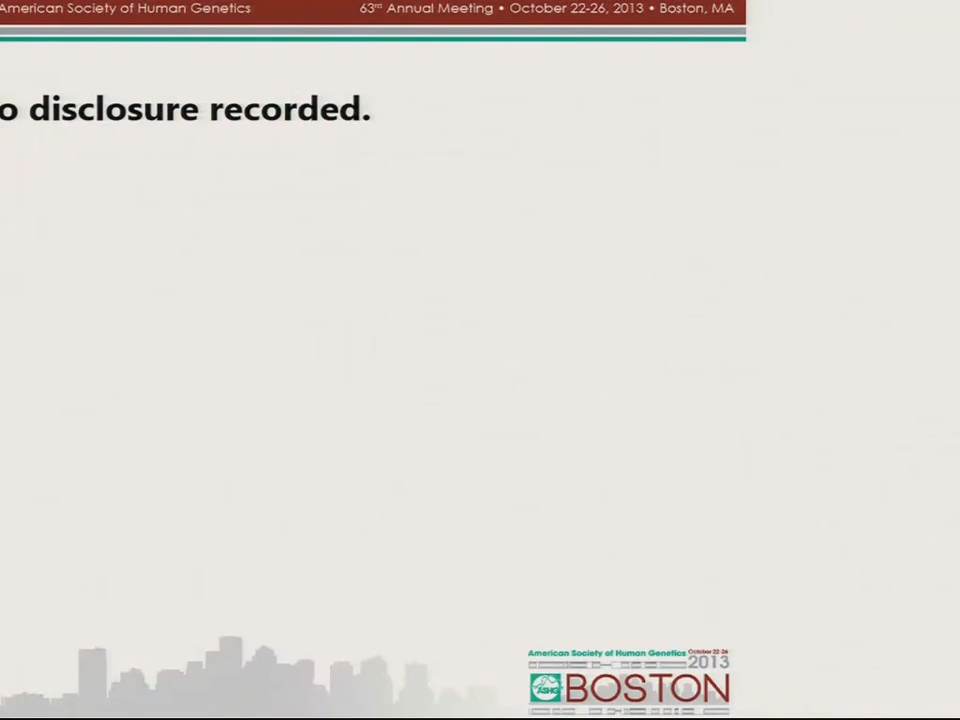 American Society of Human Genetics 63rd Annual Meeting • October 22-26, 2013 • Boston, MA
o disclosure recorded.
American Society of Human Genetics October 22-26
2013
ASHG BOSTON